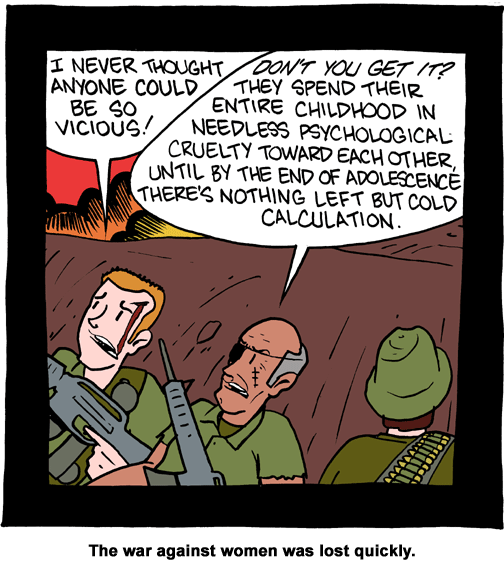 I NEVER THOUGHT
ANYONE COULD
BE SO
VICIOUS!
DON'T YOU GET IT?
THEY SPEND THEIR
ENTIRE CHILDHOOD IN
NEEDLESS PSYCHOLOGICAL
CRUELTY TOWARD EACH OTHER,
UNTIL BY THE END OF ADOLESCENCE
THERE'S NOTHING LEFT BUT COLD
CALCULATION.
The war against women was lost quickly.